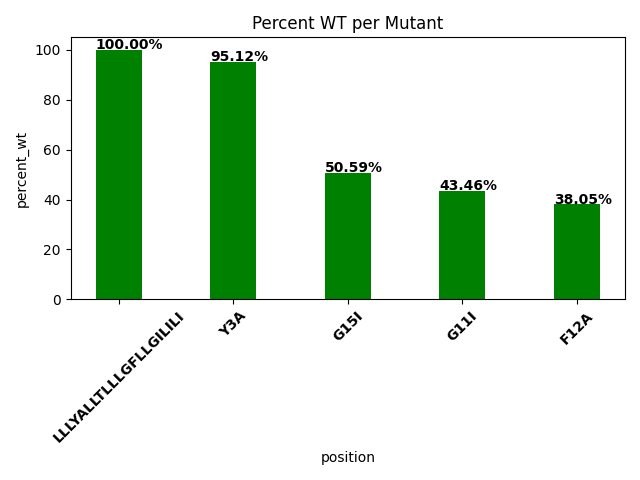 Percent WT per Mutant
percent_wt
100
80
60
40
20
0
100.00%
95.12%
50.59%
43.46%
38.05%
LLLYALLTLLLGFLLGILILI
Y3A
G15I
G11I
F12A
position